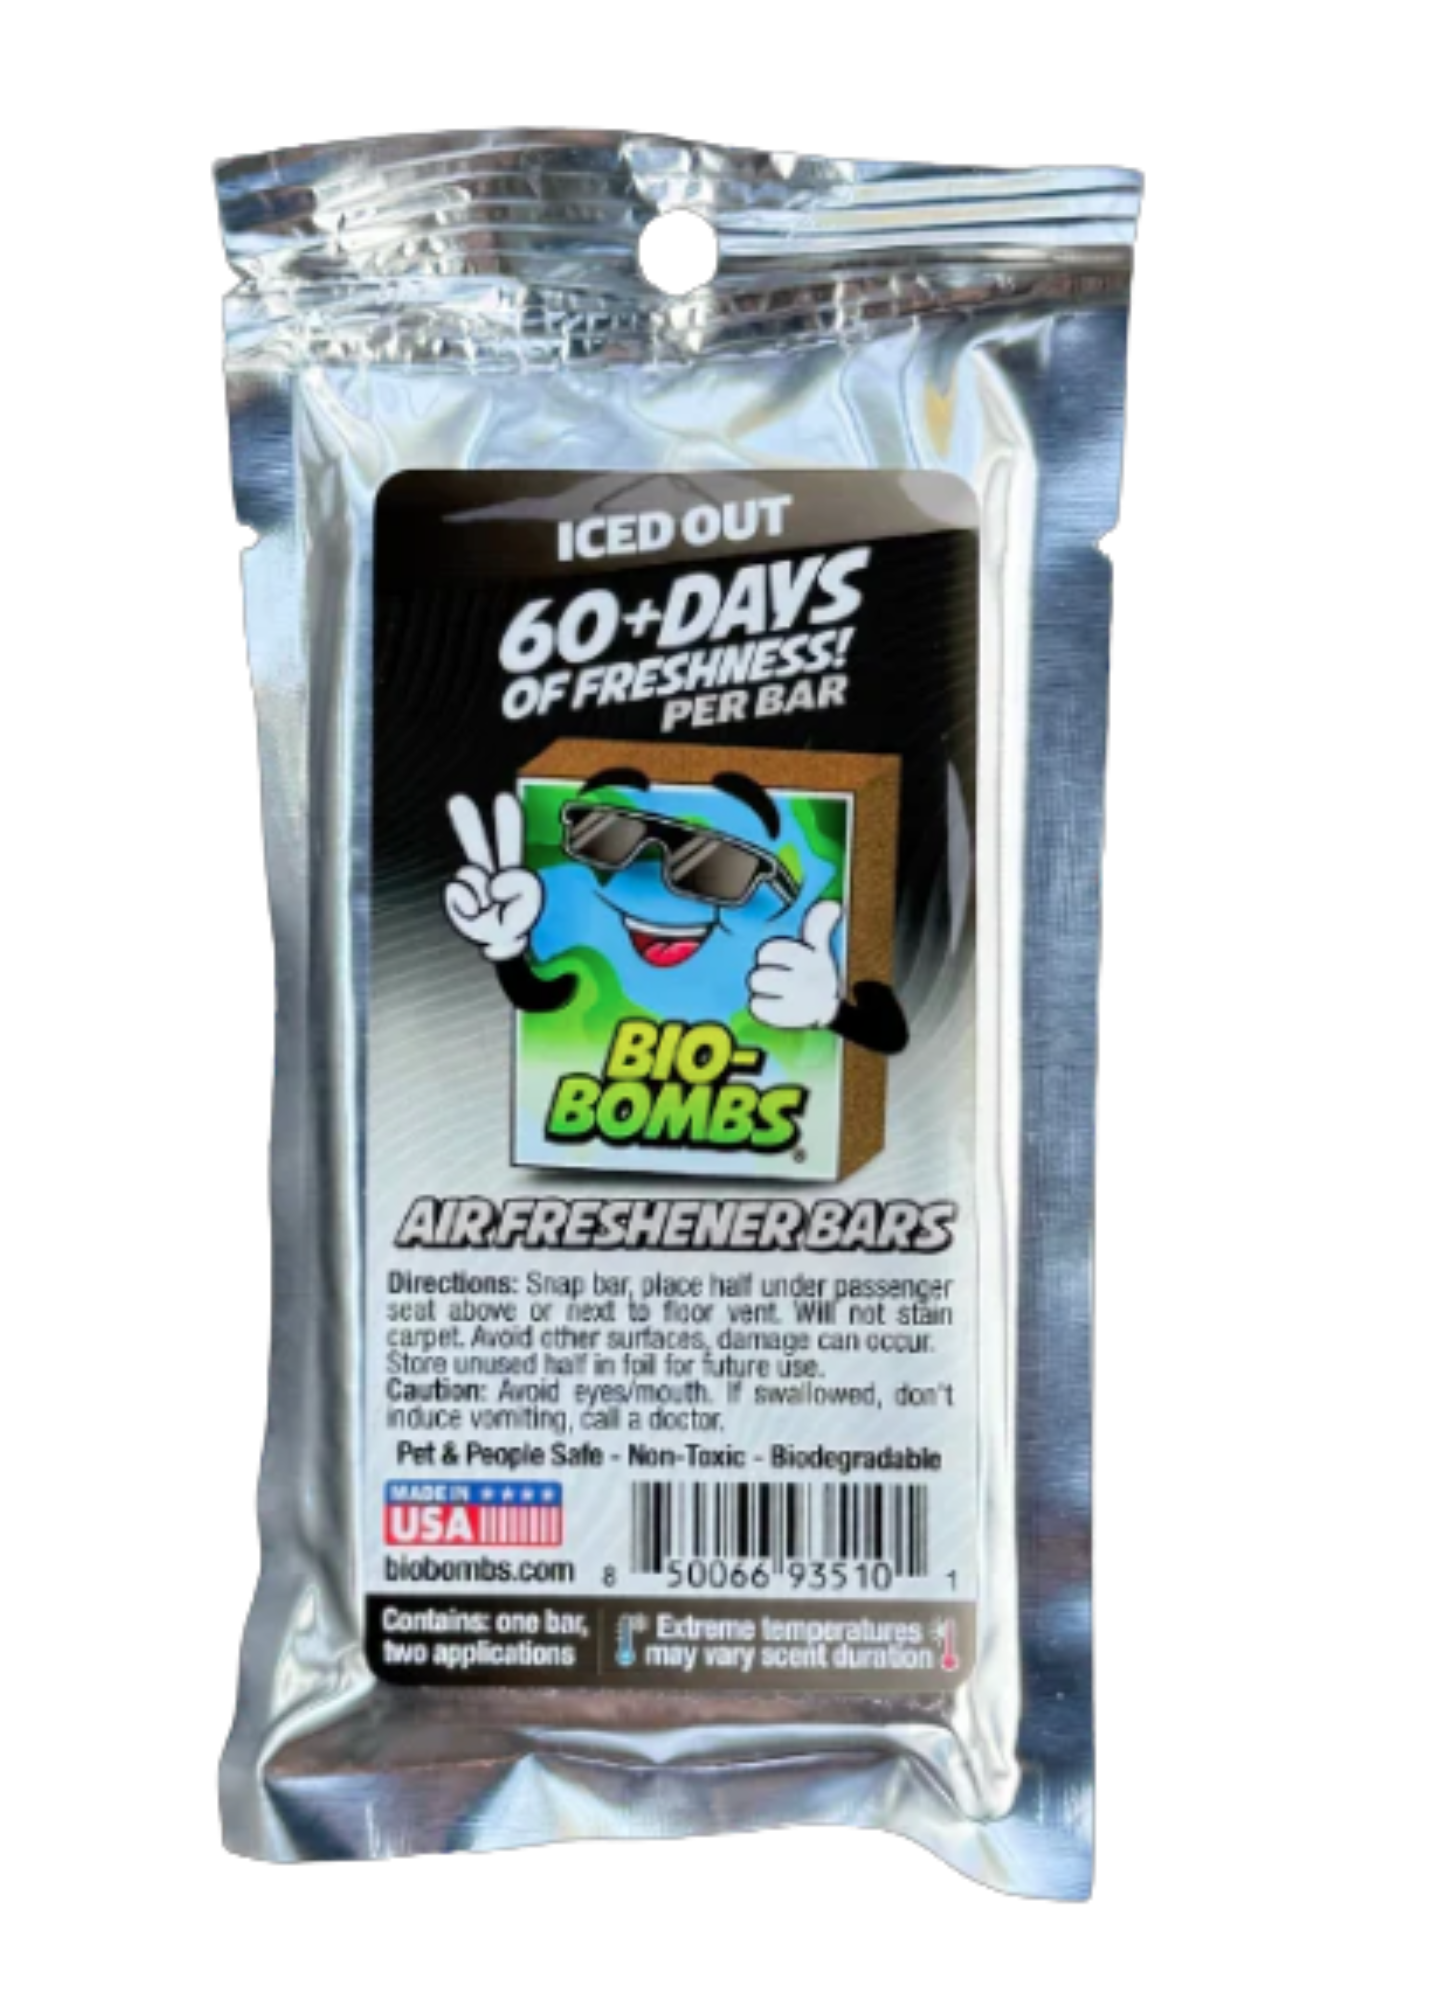 ICED OUT
60+DAYS
OF FRESHNESS!
PER BAR
BIO-
BOMBS®
AIR FRESHENER BARS
Directions: Snap bar, place half under passenger
seat above or next to floor vent. Will not stain
carpet. Avoid other surfaces, damage can occur.
Store unused half in foil for future use.
Caution: Avoid eyes/mouth. If swallowed, don't
induce vomiting, call a doctor.
Pet & People Safe - Non-Toxic - Biodegradable
MADE IN
USA
biobombs.com
8 50066 93510 1
Contains: one bar,
two applications
Extreme temperatures
may vary scent duration